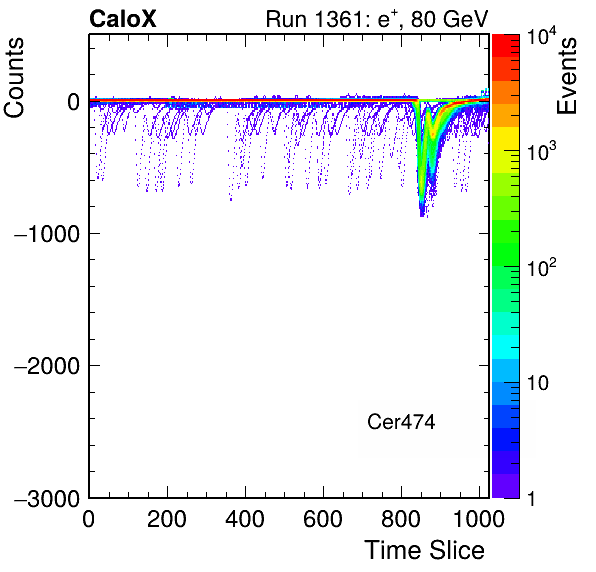 CaloX Run 1361: e⁺, 80 GeV
Counts
Events
0
−1000
−2000
−3000
0 200 400 600 800 1000
Time Slice
Cer474
10⁴
10³
10²
10
1